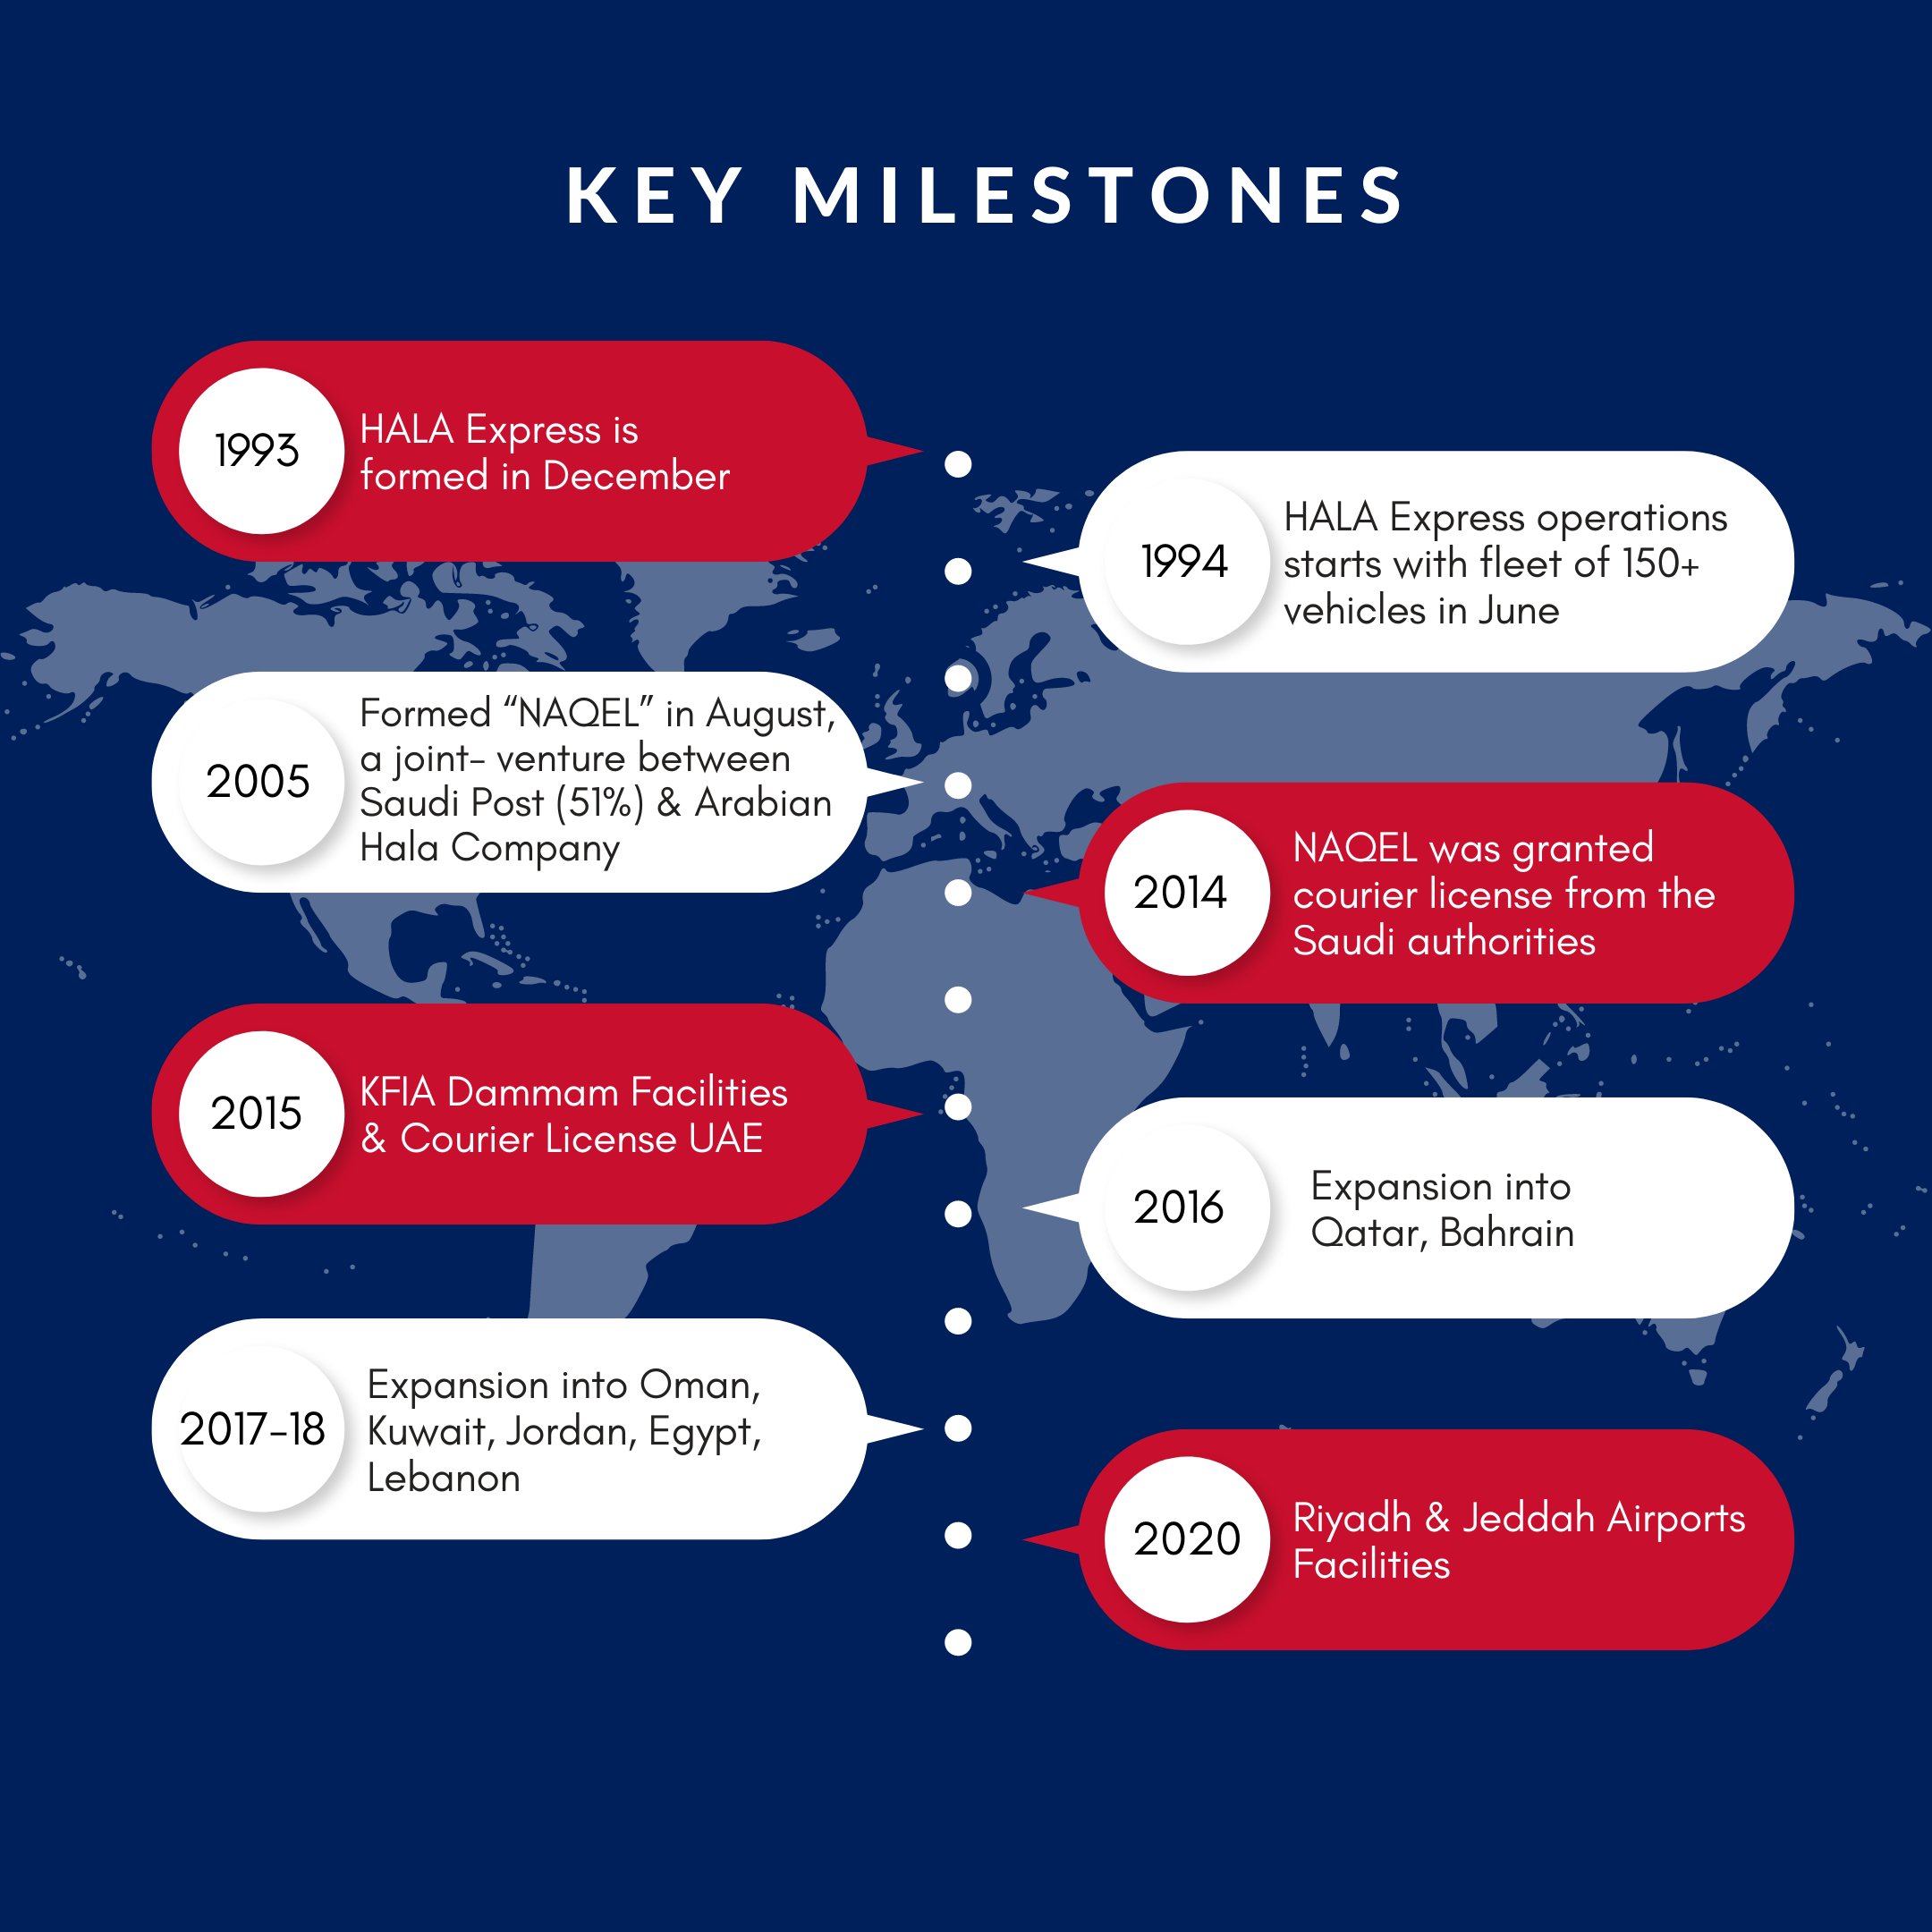 KEY MILESTONES
1993
HALA Express is
formed in December
1994
HALA Express operations
starts with fleet of 150+
vehicles in June
2005
Formed “NAQEL” in August,
a joint- venture between
Saudi Post (51%) & Arabian
Hala Company
2014
NAQEL was granted
courier license from the
Saudi authorities
2015
KFIA Dammam Facilities
& Courier License UAE
2016
Expansion into
Qatar, Bahrain
2017-18
Expansion into Oman,
Kuwait, Jordan, Egypt,
Lebanon
2020
Riyadh & Jeddah Airports
Facilities